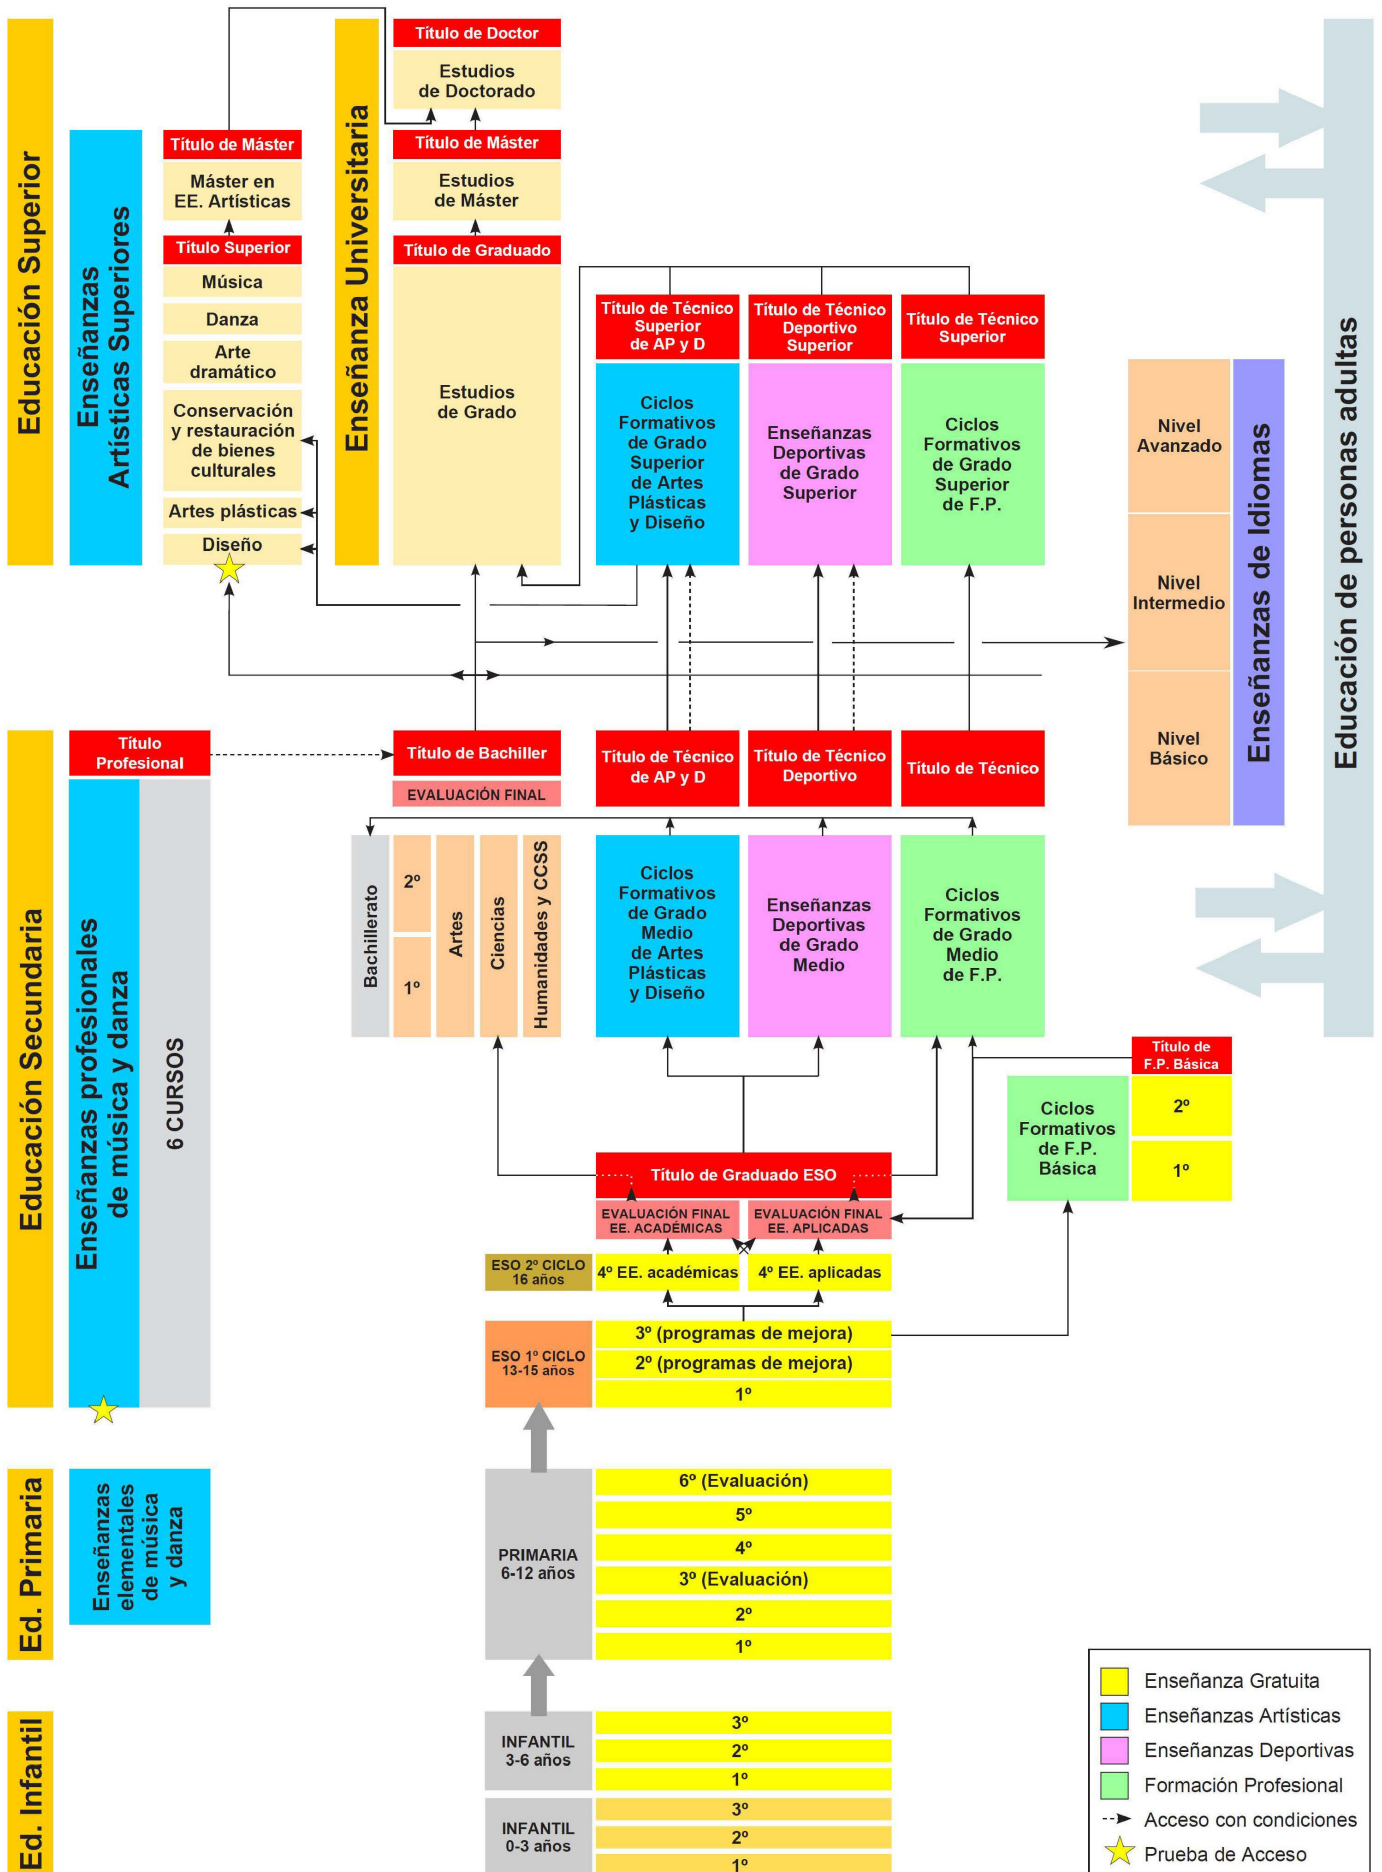 Educación Superior
Enseñanzas
Artísticas Superiores
Título de Máster
Máster en
EE. Artísticas
Título Superior
Música
Danza
Arte
dramático
Conservación
y restauración
de bienes
culturales
Artes plásticas
Diseño
Enseñanza Universitaria
Título de Doctor
Estudios
de Doctorado
Título de Máster
Estudios
de Máster
Título de Graduado
Estudios
de Grado
Título de Técnico
Superior
de AP y D
Ciclos
Formativos
de Grado
Superior
de Artes
Plásticas
y Diseño
Título de Técnico
Deportivo
Superior
Enseñanzas
Deportivas
de Grado
Superior
Título de Técnico
Superior
Ciclos
Formativos
de Grado
Superior
de F.P.
Nivel
Avanzado
Nivel
Intermedio
Nivel
Básico
Enseñanzas de Idiomas
Educación de personas adultas
Educación Secundaria
Título
Profesional
Enseñanzas profesionales
de música y danza
6 CURSOS
Título de Bachiller
EVALUACIÓN FINAL
Bachillerato
2º
1º
Artes
Ciencias
Humanidades y CCSS
Título de Técnico
de AP y D
Ciclos
Formativos
de Grado
Medio
de Artes
Plásticas
y Diseño
Título de Técnico
Deportivo
Enseñanzas
Deportivas
de Grado
Medio
Título de Técnico
Ciclos
Formativos
de Grado
Medio
de F.P.
Título de
F.P. Básica
Ciclos
Formativos
de F.P.
Básica
2º
1º
Título de Graduado ESO
EVALUACIÓN FINAL
EE. ACADÉMICAS
EVALUACIÓN FINAL
EE. APLICADAS
ESO 2º CICLO
16 años
4º EE. académicas
4º EE. aplicadas
ESO 1º CICLO
13-15 años
3º (programas de mejora)
2º (programas de mejora)
1º
Ed. Primaria
Enseñanzas
elementales
de música
y danza
PRIMARIA
6-12 años
6º (Evaluación)
5º
4º
3º (Evaluación)
2º
1º
Ed. Infantil
INFANTIL
3-6 años
3º
2º
1º
INFANTIL
0-3 años
3º
2º
1º
Enseñanza Gratuita
Enseñanzas Artísticas
Enseñanzas Deportivas
Formación Profesional
Acceso con condiciones
Prueba de Acceso